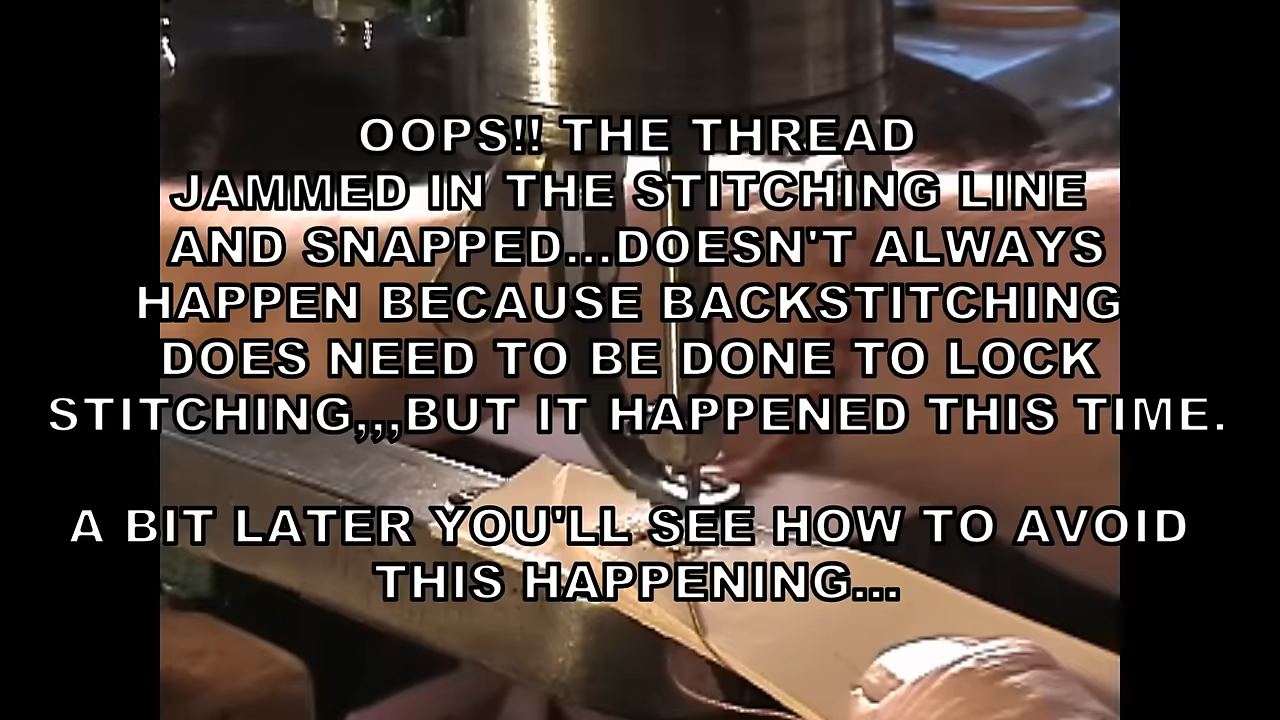 OOPS!! THE THREAD
JAMMED IN THE STITCHING LINE
AND SNAPPED...DOESN'T ALWAYS
HAPPEN BECAUSE BACKSTITCHING
DOES NEED TO BE DONE TO LOCK
STITCHING,,,BUT IT HAPPENED THIS TIME.
A BIT LATER YOU'LL SEE HOW TO AVOID
THIS HAPPENING...